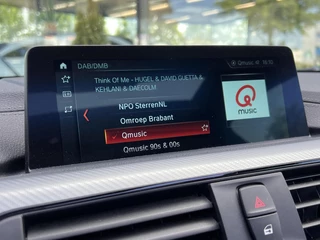 DAB/DMB
Qmusic
Think Of Me - HUGEL & DAVID GUETTA &
KEHLANI & DAECOLM
NPO SterrenNL
Omroep Brabant
Qmusic
Qmusic 90s & 00s
Q
music